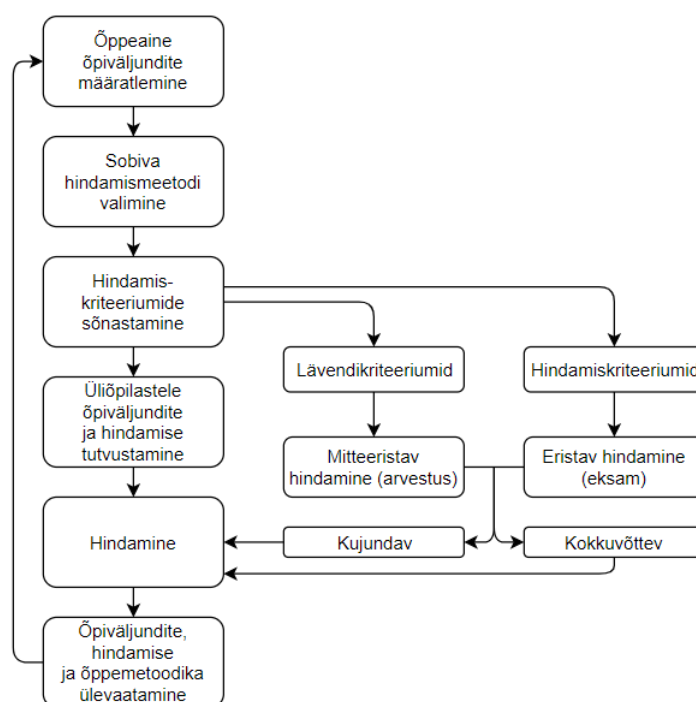 Õppeaine
õpiväljundite
määratlemine
Sobiva
hindamismeetodi
valimine
Hindamis-
kriteeriumide
sõnastamine
Lävendikriteeriumid
Hindamiskriteeriumid
Üliõpilastele
õpiväljundite
ja hindamise
tutvustamine
Mitteeristav
hindamine (arvestus)
Eristav hindamine
(eksam)
Hindamine
Kujundav
Kokkuvõttev
Õpiväljundite,
hindamise
ja õppemetoodika
ülevaatamine